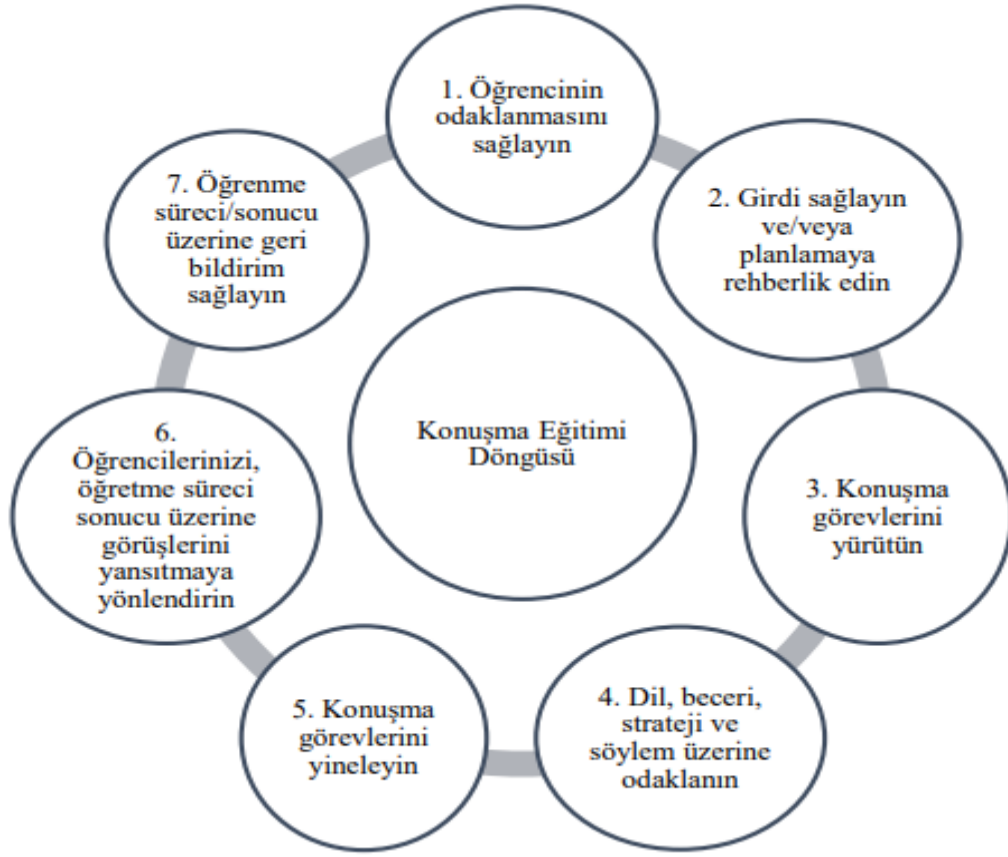 1. Öğrencinin
odaklanmasını
sağlayın
2. Girdi sağlayın
ve/veya
planlamaya
rehberlik edin
3. Konuşma
görevlerini
yürütün
4. Dil, beceri,
strateji ve
söylem üzerine
odaklanın
5. Konuşma
görevlerini
yineleyin
6.
Öğrencilerinizi,
öğretme süreci
sonucu üzerine
görüşlerini
yansıtmaya
yönlendirin
7. Öğrenme
süreci/sonucu
üzerine geri
bildirim
sağlayın
Konuşma Eğitimi
Döngüsü